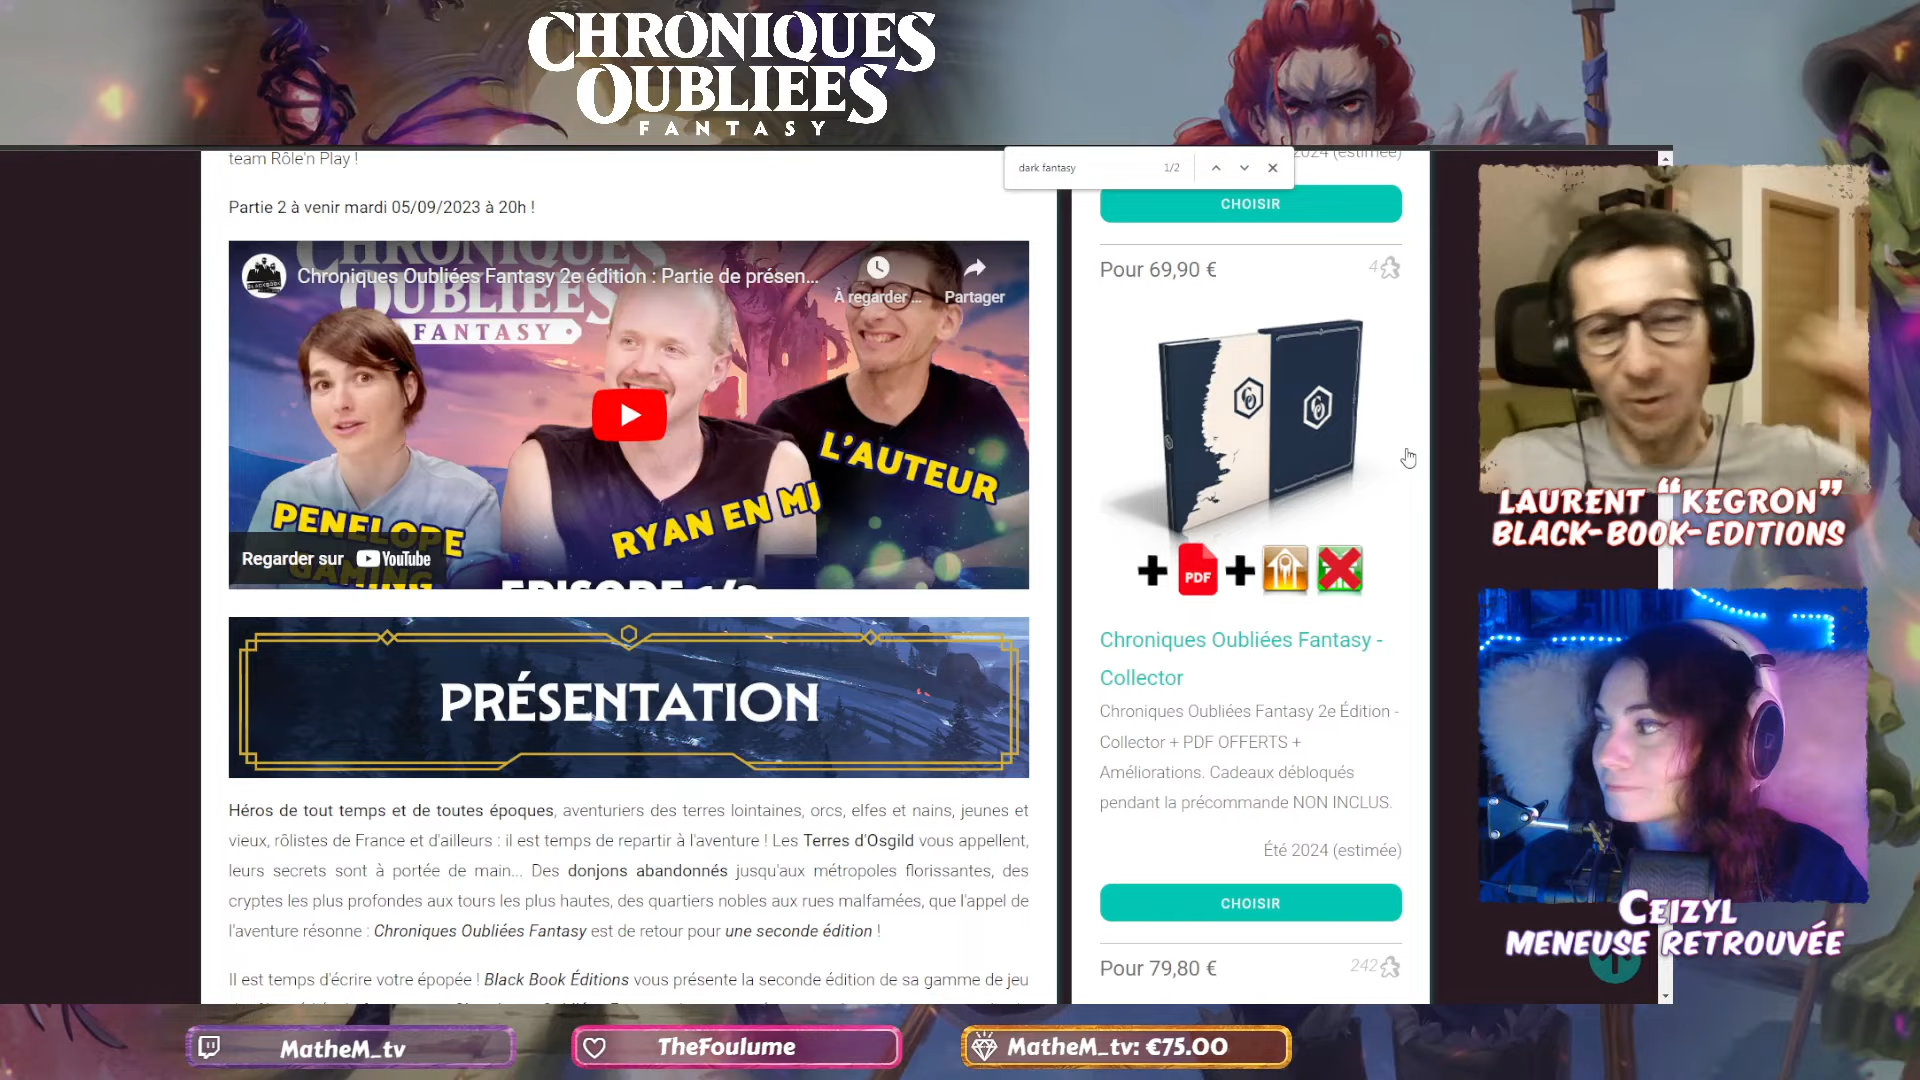 CHRONIQUES
OUBLIÉES
FANTASY
team Rôle'n Play !
Partie 2 à venir mardi 05/09/2023 à 20h !
Chroniques Oubliées Fantasy 2e édition : Partie de présen...
À regarder ...
Partager
OUBLIÉES
FANTASY
L'AUTEUR
RYAN EN MJ
PENELOPE
GAMING
Regarder sur YouTube
PRÉSENTATION
Héros de tout temps et de toutes époques, aventuriers des terres lointaines, orcs, elfes et nains, jeunes et
vieux, rôlistes de France et d'ailleurs : il est temps de repartir à l'aventure ! Les Terres d'Osgild vous appellent,
leurs secrets sont à portée de main... Des donjons abandonnés jusqu'aux métropoles florissantes, des
cryptes les plus profondes aux tours les plus hautes, des quartiers nobles aux rues malfamées, que l'appel de
l'aventure résonne : Chroniques Oubliées Fantasy est de retour pour une seconde édition !
Il est temps d'écrire votre épopée ! Black Book Éditions vous présente la seconde édition de sa gamme de jeu
dark fantasy
1/2
2024 (estimée)
CHOISIR
Pour 69,90 €
4
PDF
Chroniques Oubliées Fantasy -
Collector
Chroniques Oubliées Fantasy 2e Édition -
Collector + PDF OFFERTS +
Améliorations. Cadeaux débloqués
pendant la précommande NON INCLUS.
Été 2024 (estimée)
CHOISIR
Pour 79,80 €
242
LAURENT "KEGRON"
BLACK-BOOK-EDITIONS
CEIZYL
MENEUSE RETROUVÉE
MatheM_tv
TheFoulume
MatheM_tv: €75.00